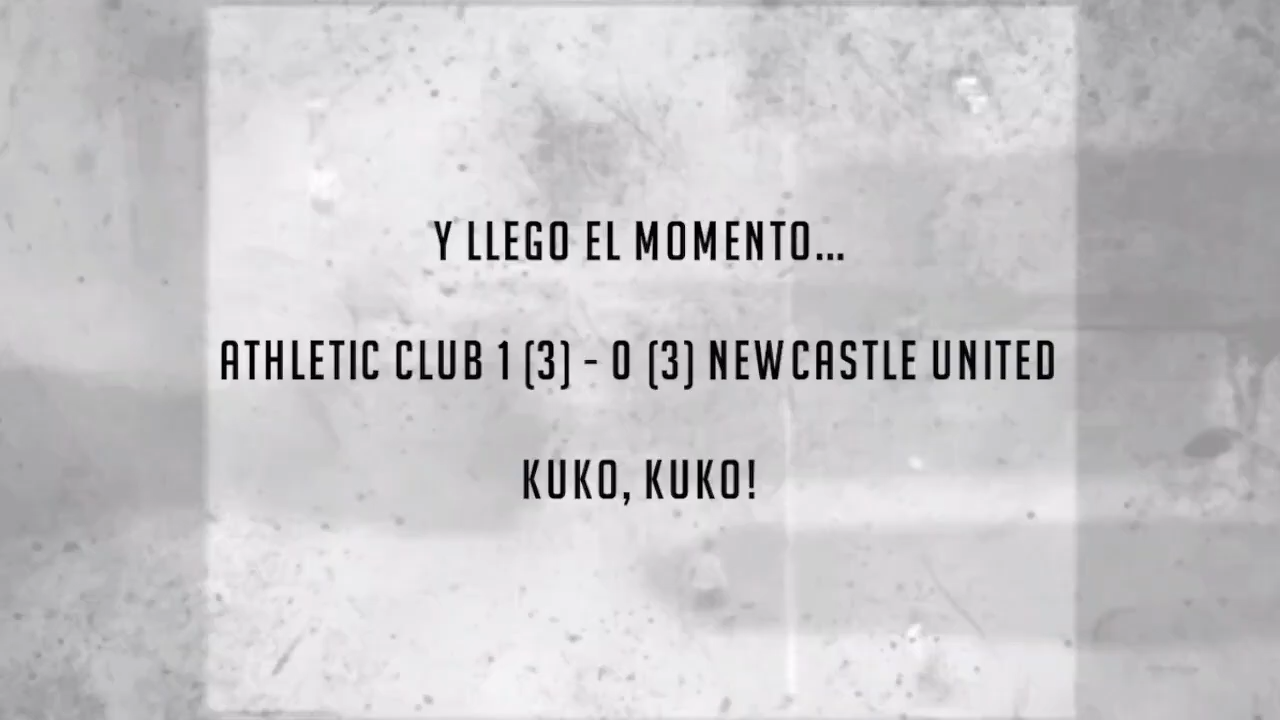 Y LLEGO EL MOMENTO...
ATHLETIC CLUB 1 (3) - 0 (3) NEWCASTLE UNITED
KUKO, KUKO!